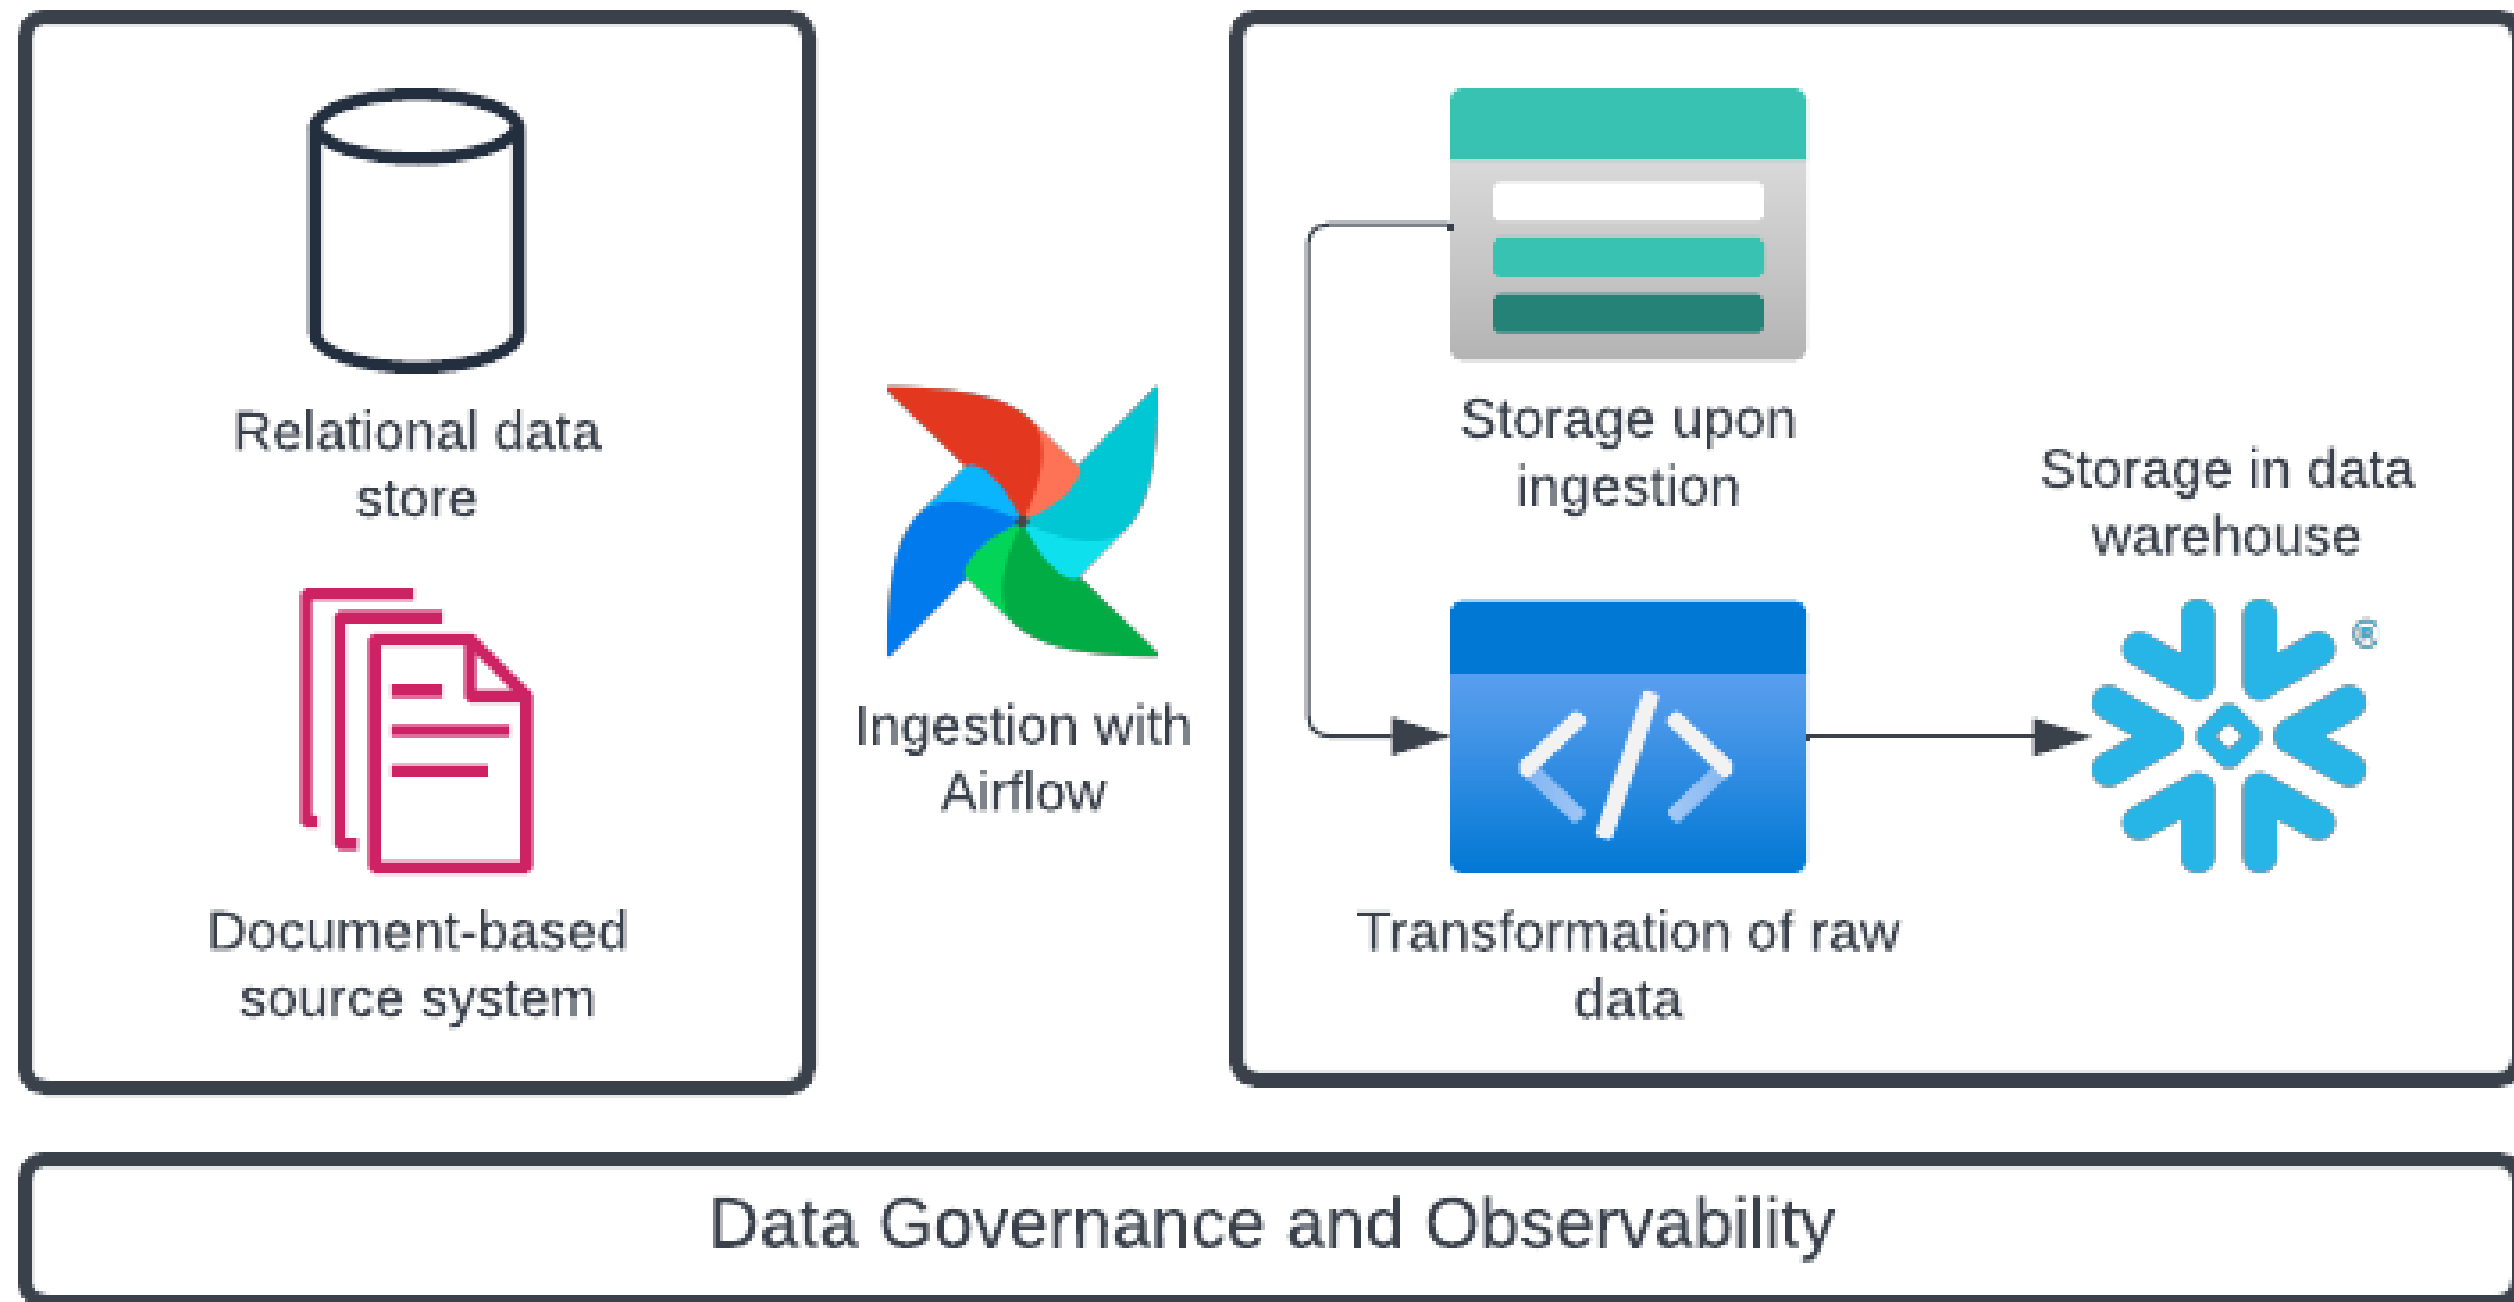 Relational data
store
Document-based
source system
Ingestion with
Airflow
Storage upon
ingestion
Transformation of raw
data
Storage in data
warehouse
®
Data Governance and Observability